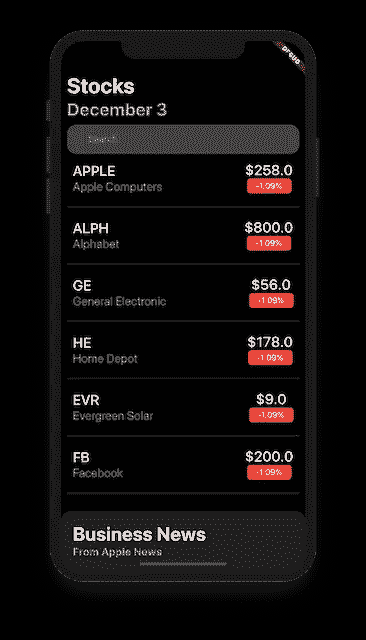 DEBUG
Stocks
December 3
Search
APPLE $258.0
Apple Computers -1.09%
ALPH $800.0
Alphabet -1.09%
GE $56.0
General Electronic -1.09%
HE $178.0
Home Depot -1.09%
EVR $9.0
Evergreen Solar -1.09%
FB $200.0
Facebook -1.09%
Business News
From Apple News